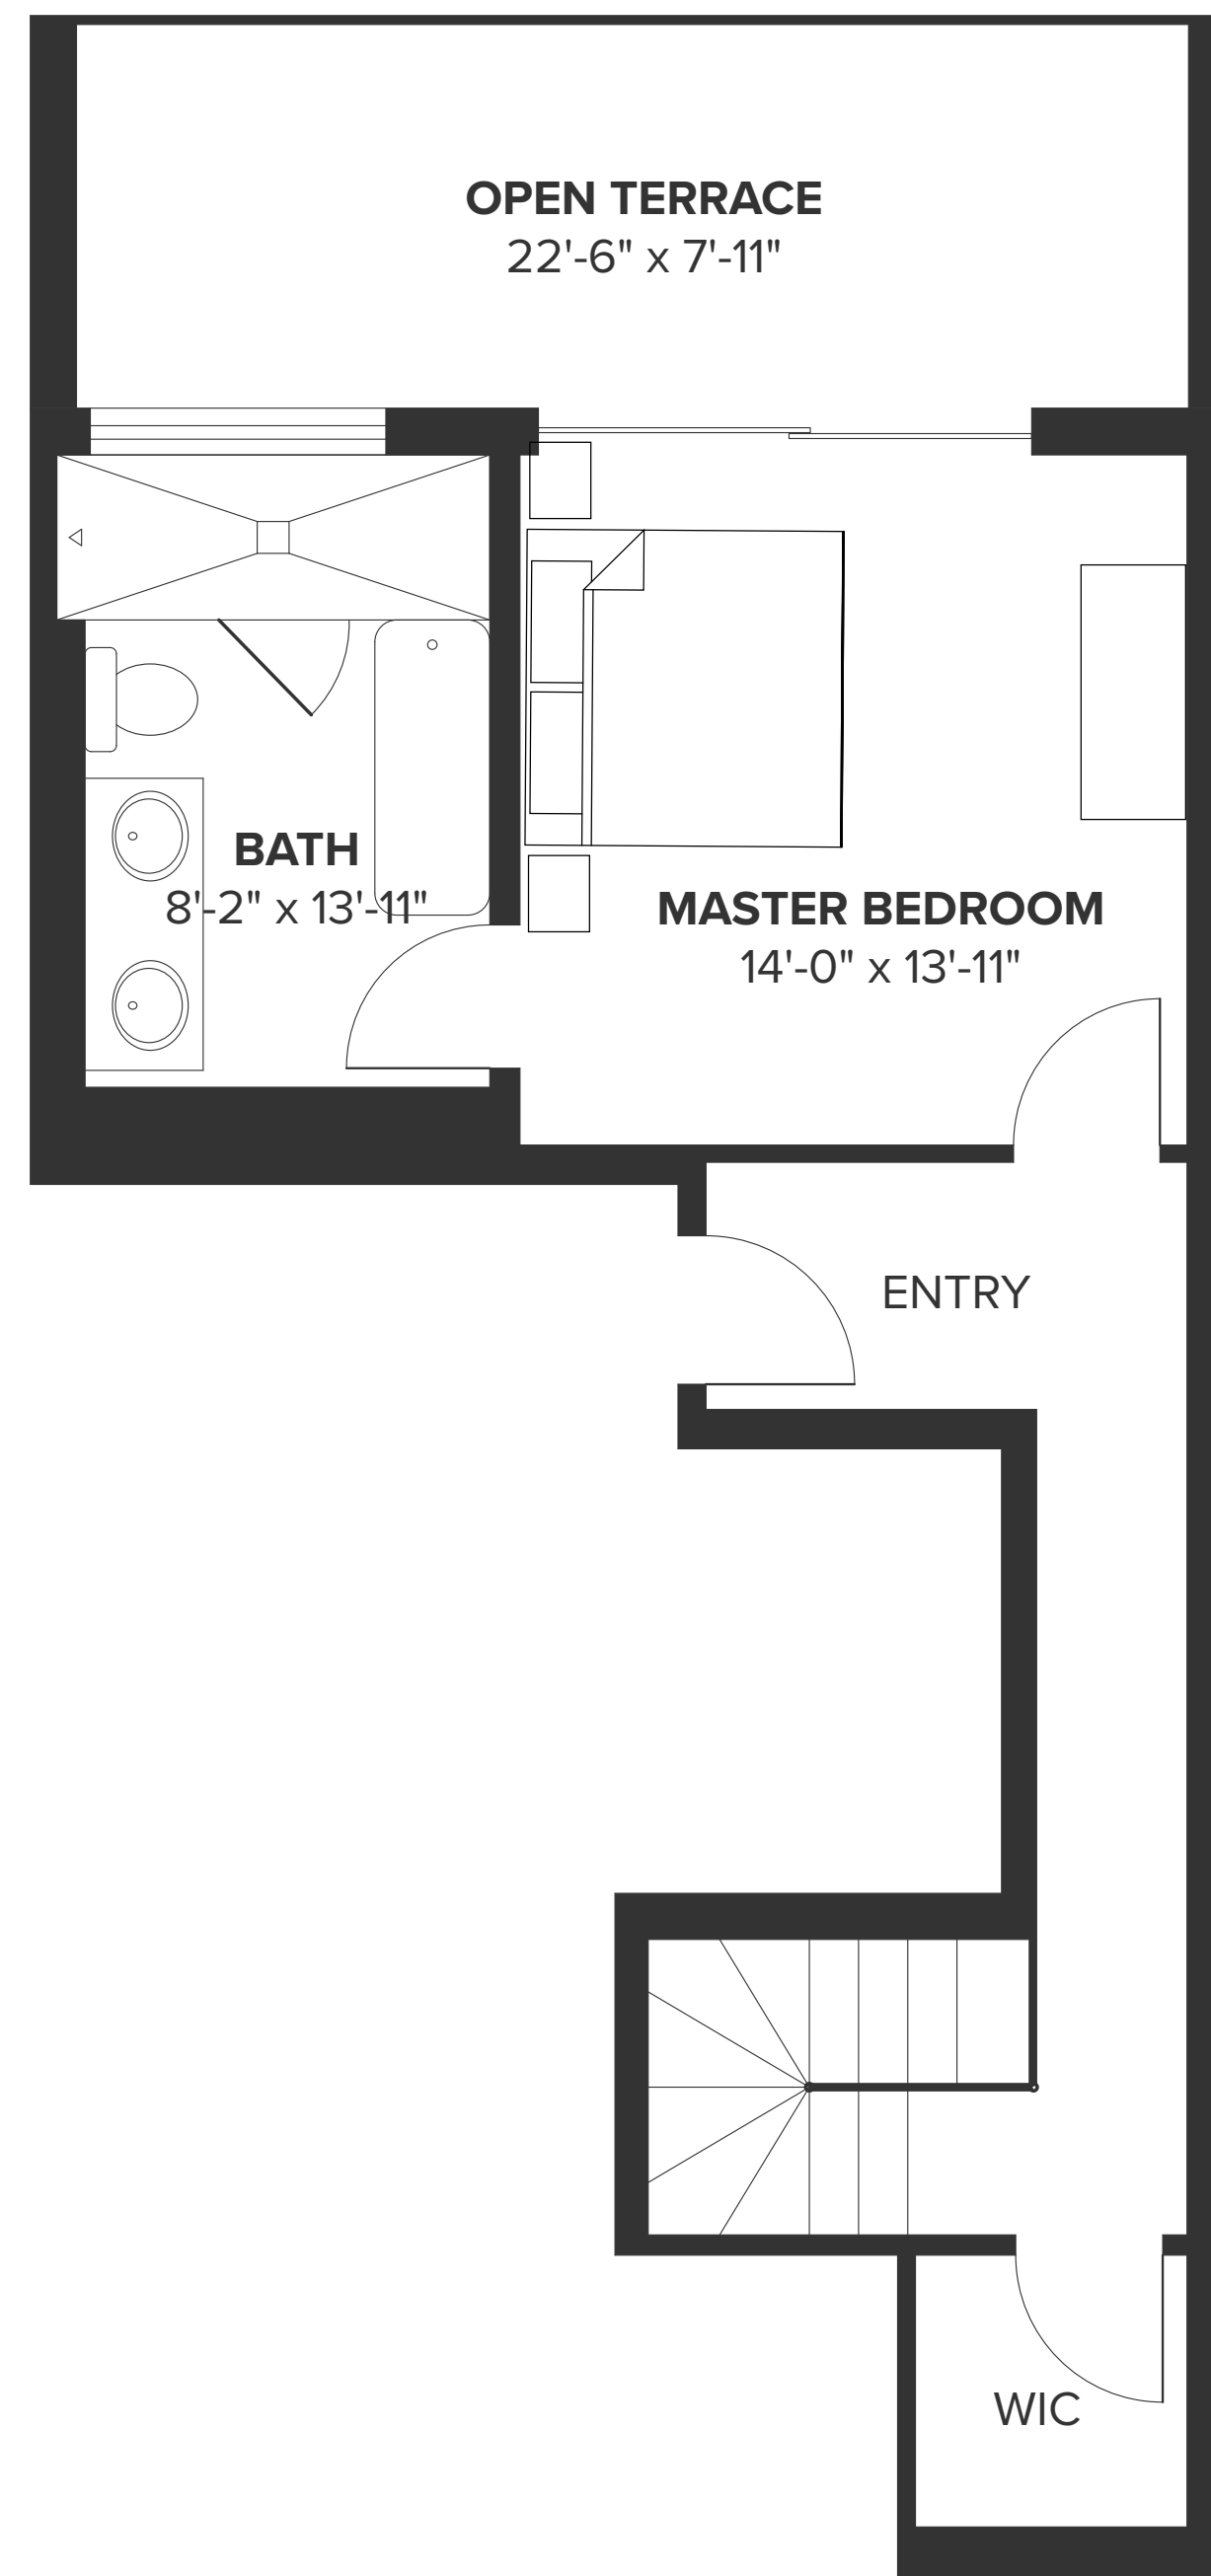 OPEN TERRACE
22'-6" x 7'-11"
BATH
8'-2" x 13'-11"
MASTER BEDROOM
14'-0" x 13'-11"
ENTRY
WIC